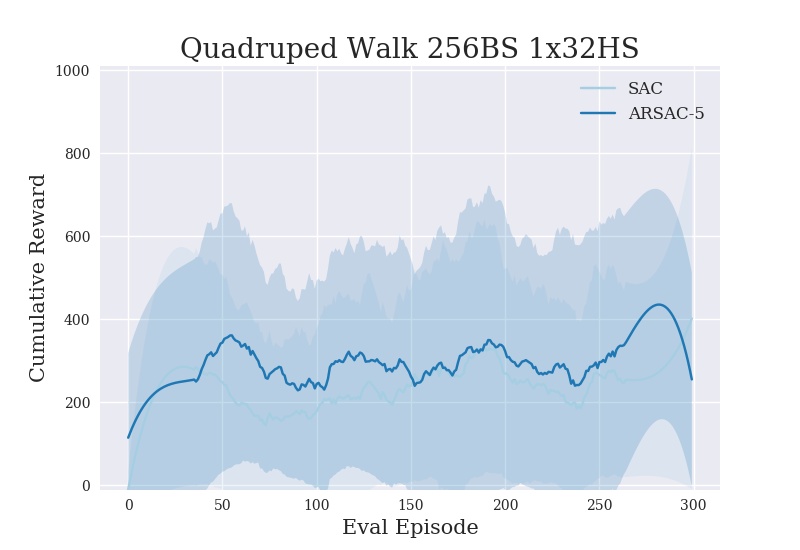 Quadruped Walk 256BS 1x32HS
SAC
ARSAC-5
Cumulative Reward
1000
800
600
400
200
0
0 50 100 150 200 250 300
Eval Episode